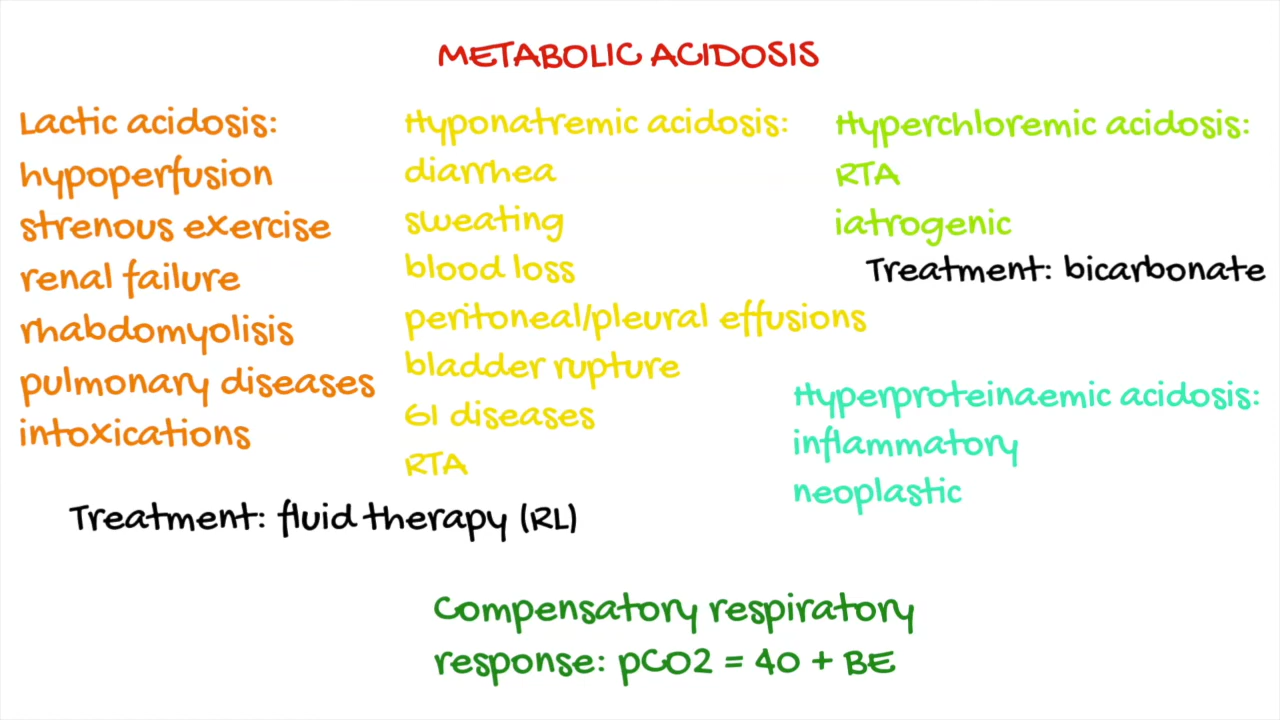 METABOLIC ACIDOSIS
Lactic acidosis:
hypoperfusion
strenous exercise
renal failure
rhabdomyolisis
pulmonary diseases
intoxications
Hyponatremic acidosis:
diarrhea
sweating
blood loss
peritoneal/pleural effusions
bladder rupture
GI diseases
RTA
Treatment: fluid therapy (RL)
Hyperchloremic acidosis:
RTA
iatrogenic
Treatment: bicarbonate
Hyperproteinaemic acidosis:
inflammatory
neoplastic
Compensatory respiratory
response: pCO2 = 40 + BE